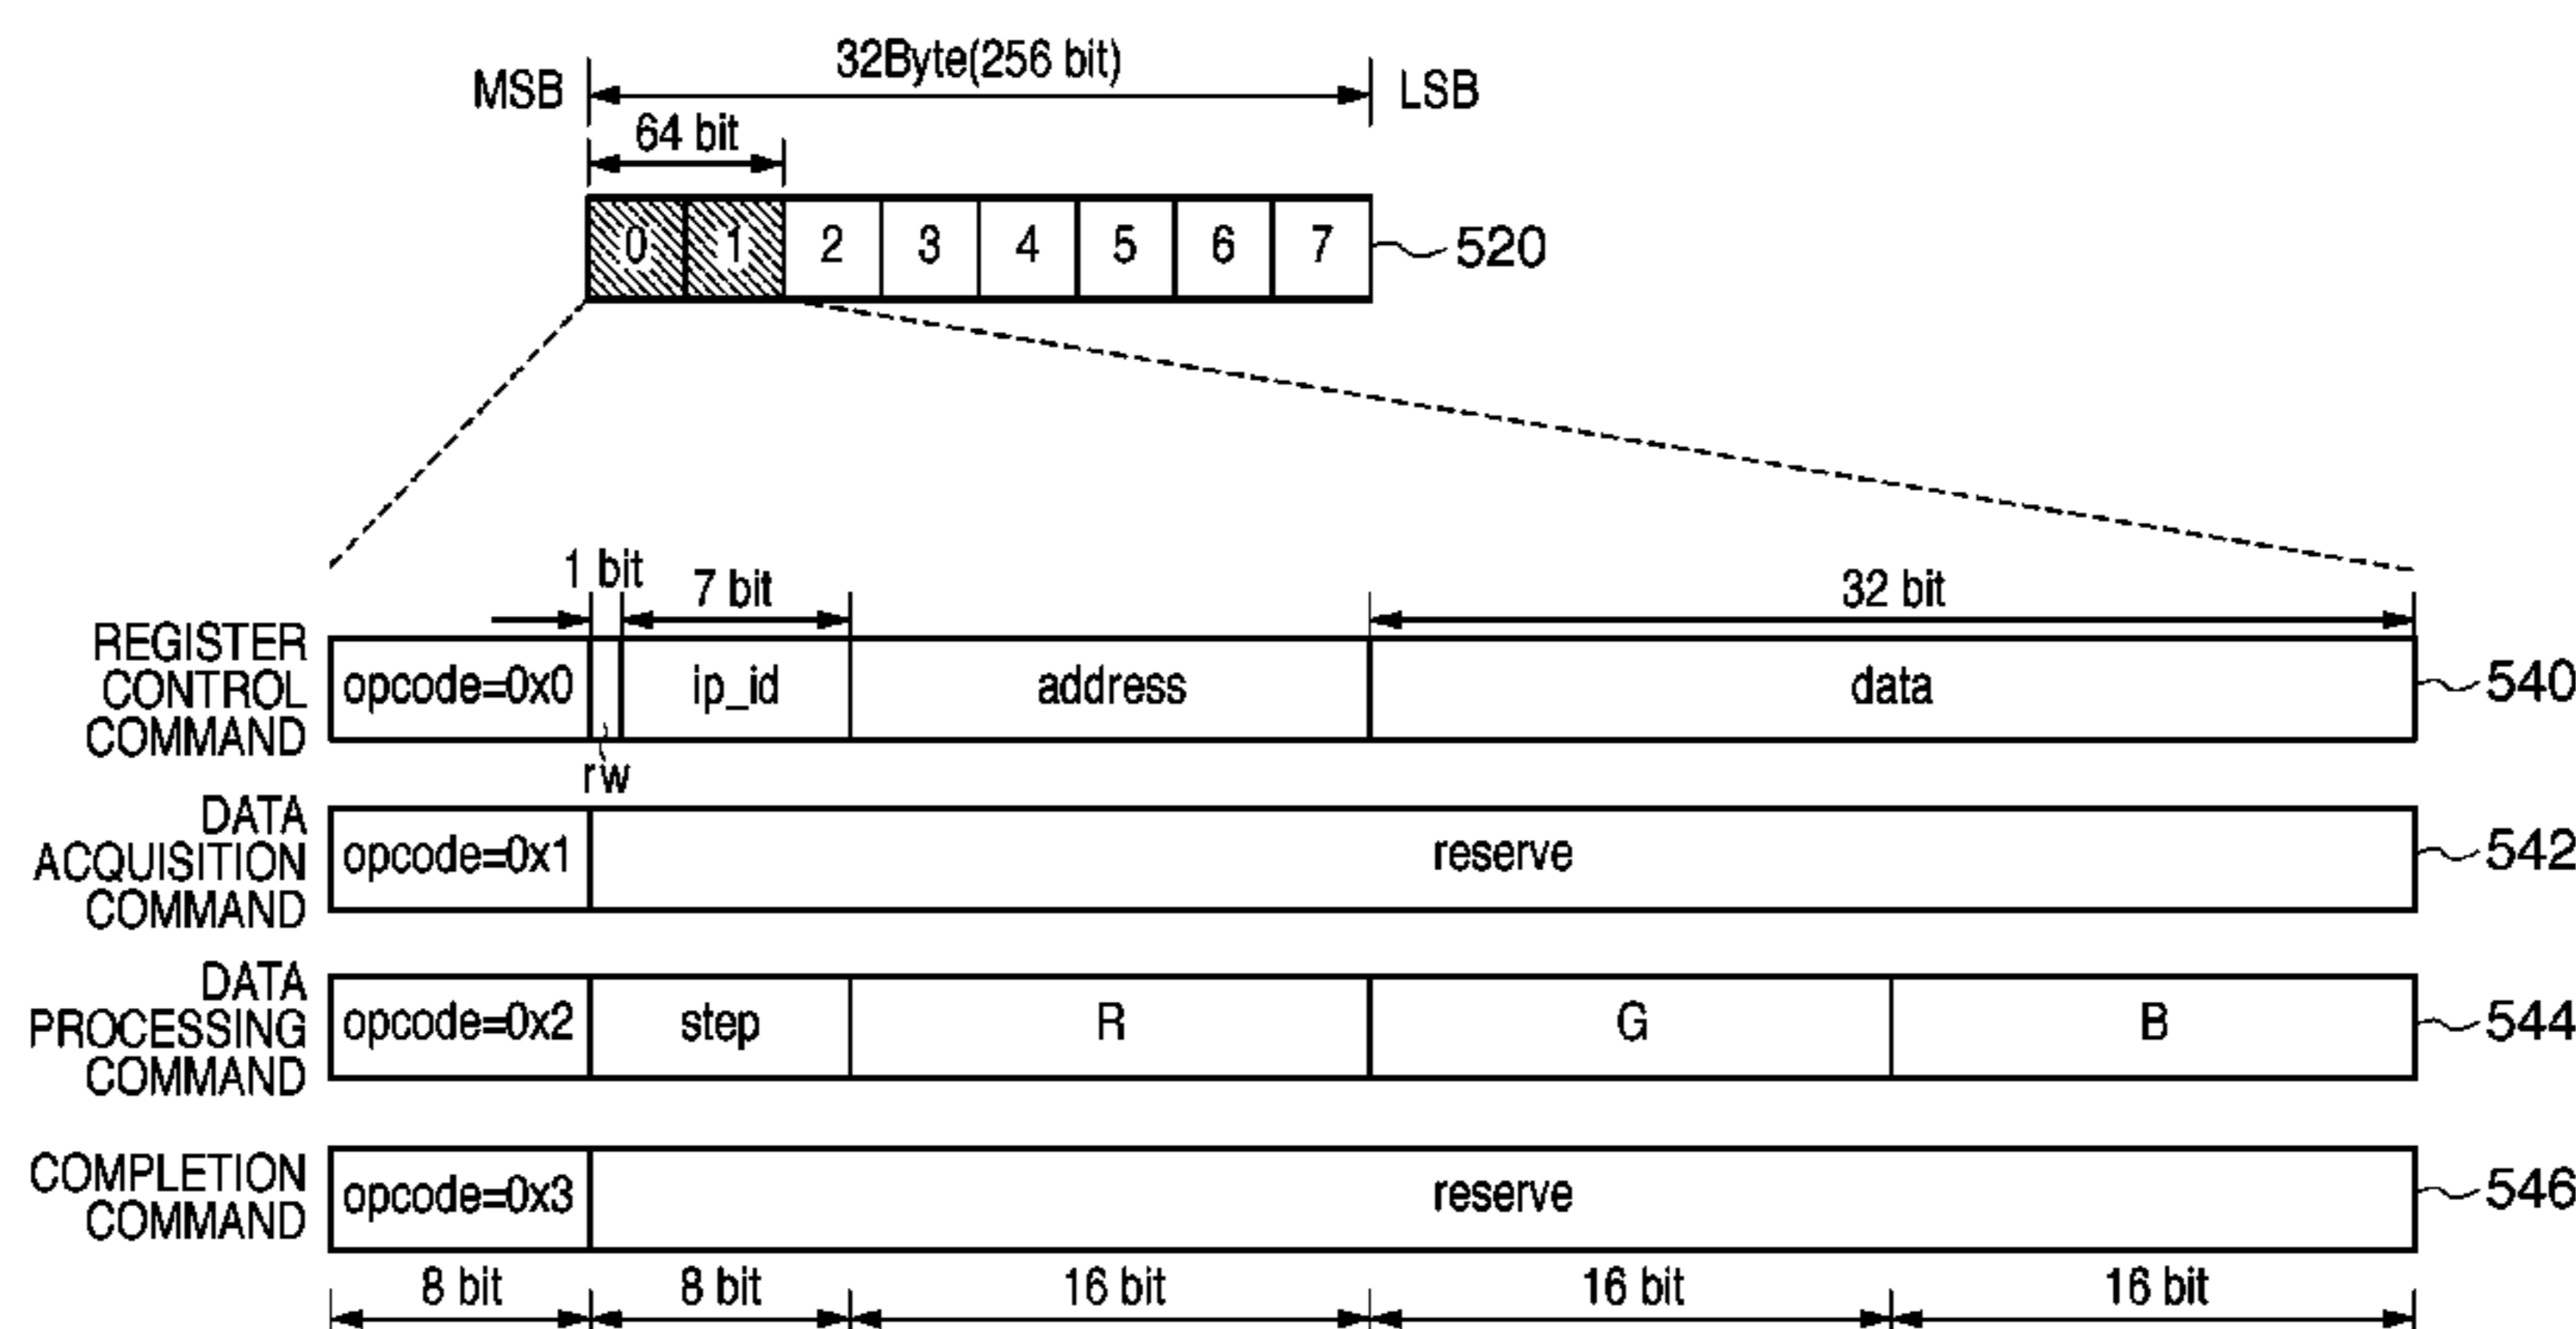 32Byte(256 bit)
MSB
LSB
64 bit
0 1 2 3 4 5 6 7
520
1 bit
7 bit
32 bit
REGISTER
CONTROL
COMMAND
opcode=0x0
ip_id
address
data
540
rw
DATA
ACQUISITION
COMMAND
opcode=0x1
reserve
542
DATA
PROCESSING
COMMAND
opcode=0x2
step
R
G
B
544
COMPLETION
COMMAND
opcode=0x3
reserve
546
8 bit
8 bit
16 bit
16 bit
16 bit